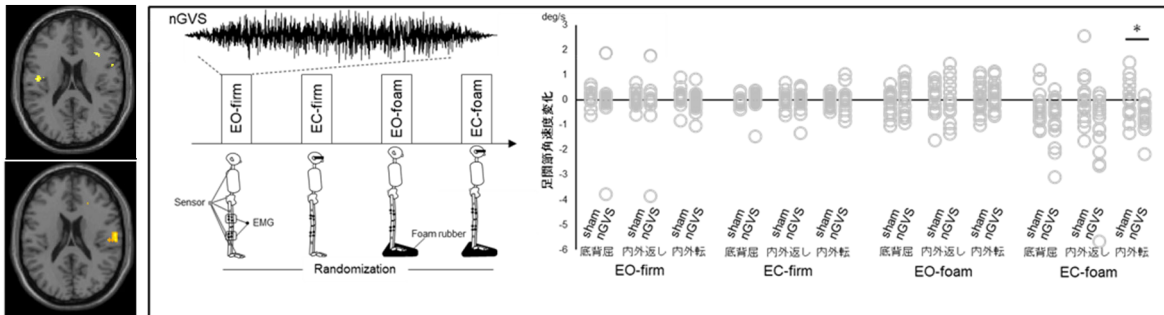 nGVS
EO-firm
EC-firm
EO-foam
EC-foam
Sensor
EMG
Foam rubber
Randomization
deg/s
足関節角速度変化
3
2
1
0
-1
-2
-3
-4
-5
-6
*
sham nGVS sham nGVS sham nGVS sham nGVS sham nGVS sham nGVS sham nGVS sham nGVS sham nGVS sham nGVS sham nGVS sham nGVS
底背屈 内外返し 内外転 底背屈 内外返し 内外転 底背屈 内外返し 内外転 底背屈 内外返し 内外転
EO-firm EC-firm EO-foam EC-foam